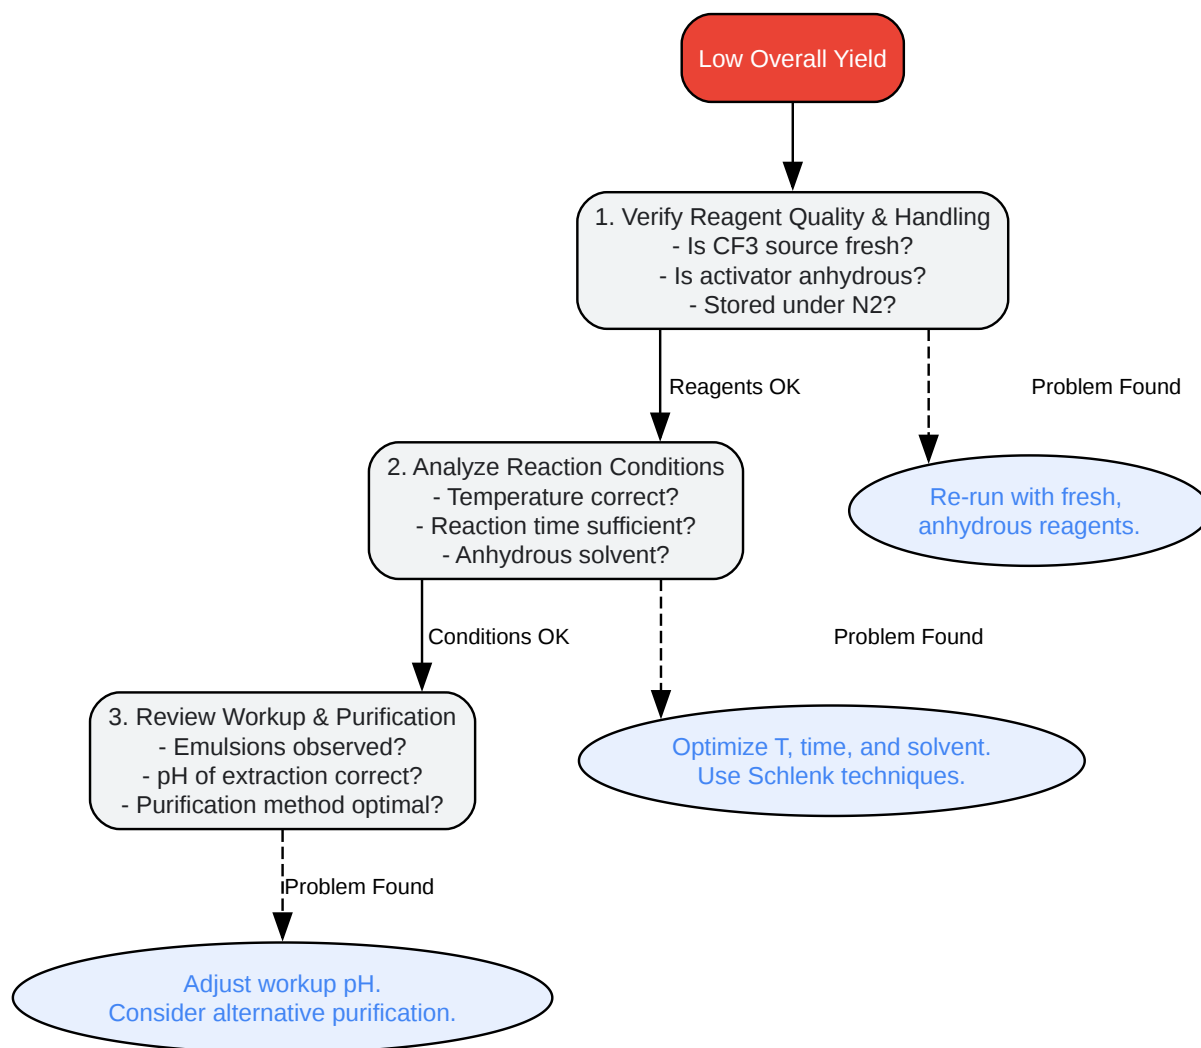 Low Overall Yield
1. Verify Reagent Quality & Handling
- Is CF3 source fresh?
- Is activator anhydrous?
- Stored under N2?
Reagents OK
Problem Found
2. Analyze Reaction Conditions
- Temperature correct?
- Reaction time sufficient?
- Anhydrous solvent?
Re-run with fresh,
anhydrous reagents.
Conditions OK
Problem Found
3. Review Workup & Purification
- Emulsions observed?
- pH of extraction correct?
- Purification method optimal?
Optimize T, time, and solvent.
Use Schlenk techniques.
Problem Found
Adjust workup pH.
Consider alternative purification.